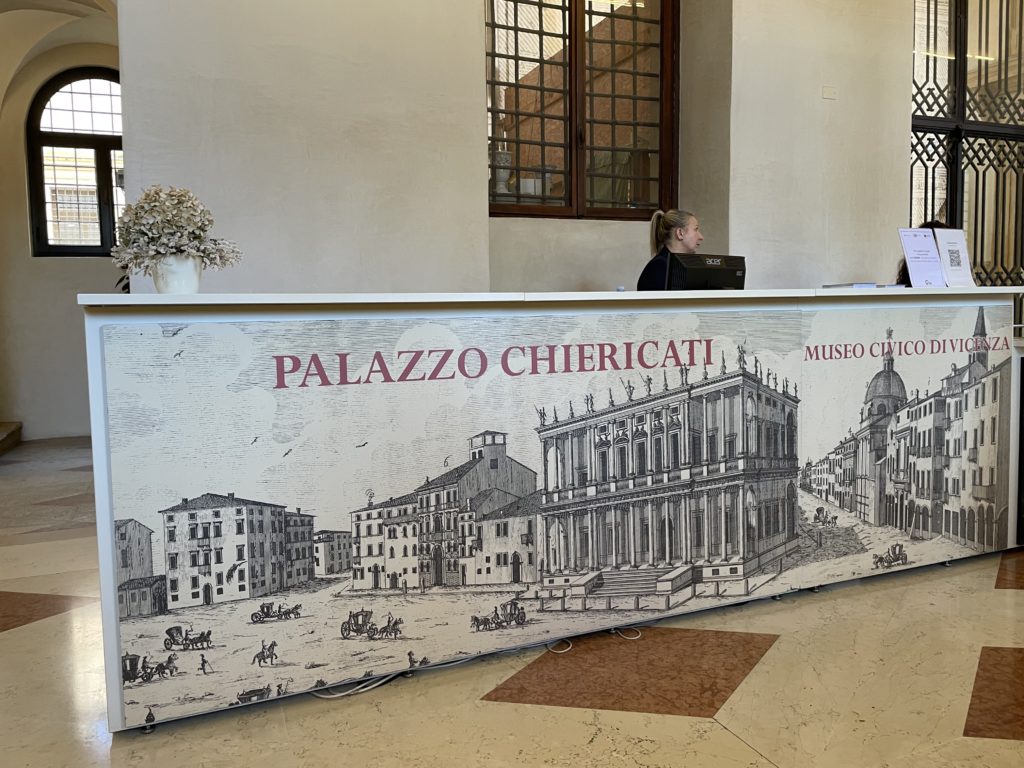 PALAZZO CHIERICATI
MUSEO CIVICO DI VICENZA
acer